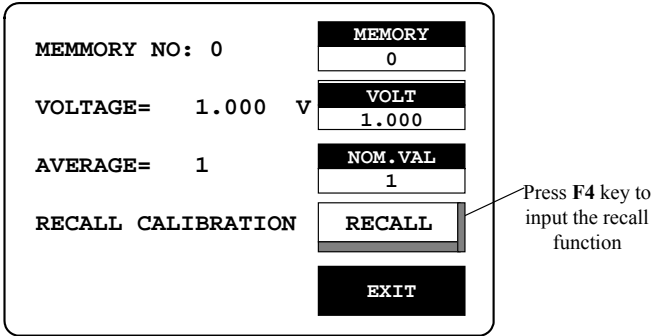 MEMMORY NO: 0
MEMORY
0
VOLTAGE= 1.000 V
VOLT
1.000
AVERAGE= 1
NOM.VAL
1
RECALL CALIBRATION
RECALL
EXIT
Press F4 key to
input the recall
function